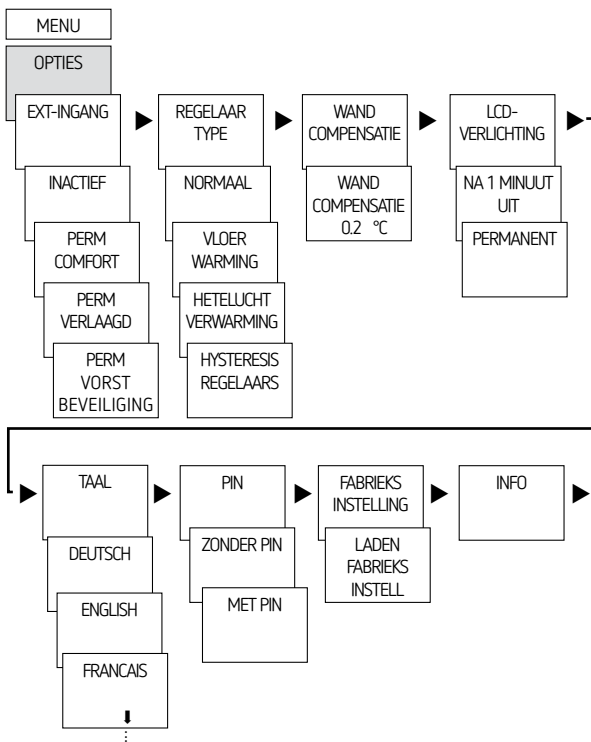 MENU
OPTIES
EXT-INGANG
INACTIEF
PERM
COMFORT
PERM
VERLAAGD
PERM
VORST
BEVEILIGING
REGELAAR
TYPE
NORMAAL
VLOER
WARMING
HETELUCHT
VERWARMING
HYSTERESIS
REGELAARS
WAND
COMPENSATIE
WAND
COMPENSATIE
0.2 °C
LCD-
VERLICHTING
NA 1 MINUUT
UIT
PERMANENT
TAAL
DEUTSCH
ENGLISH
FRANCAIS
PIN
ZONDER PIN
MET PIN
FABRIEKS
INSTELLING
LADEN
FABRIEKS
INSTELL
INFO